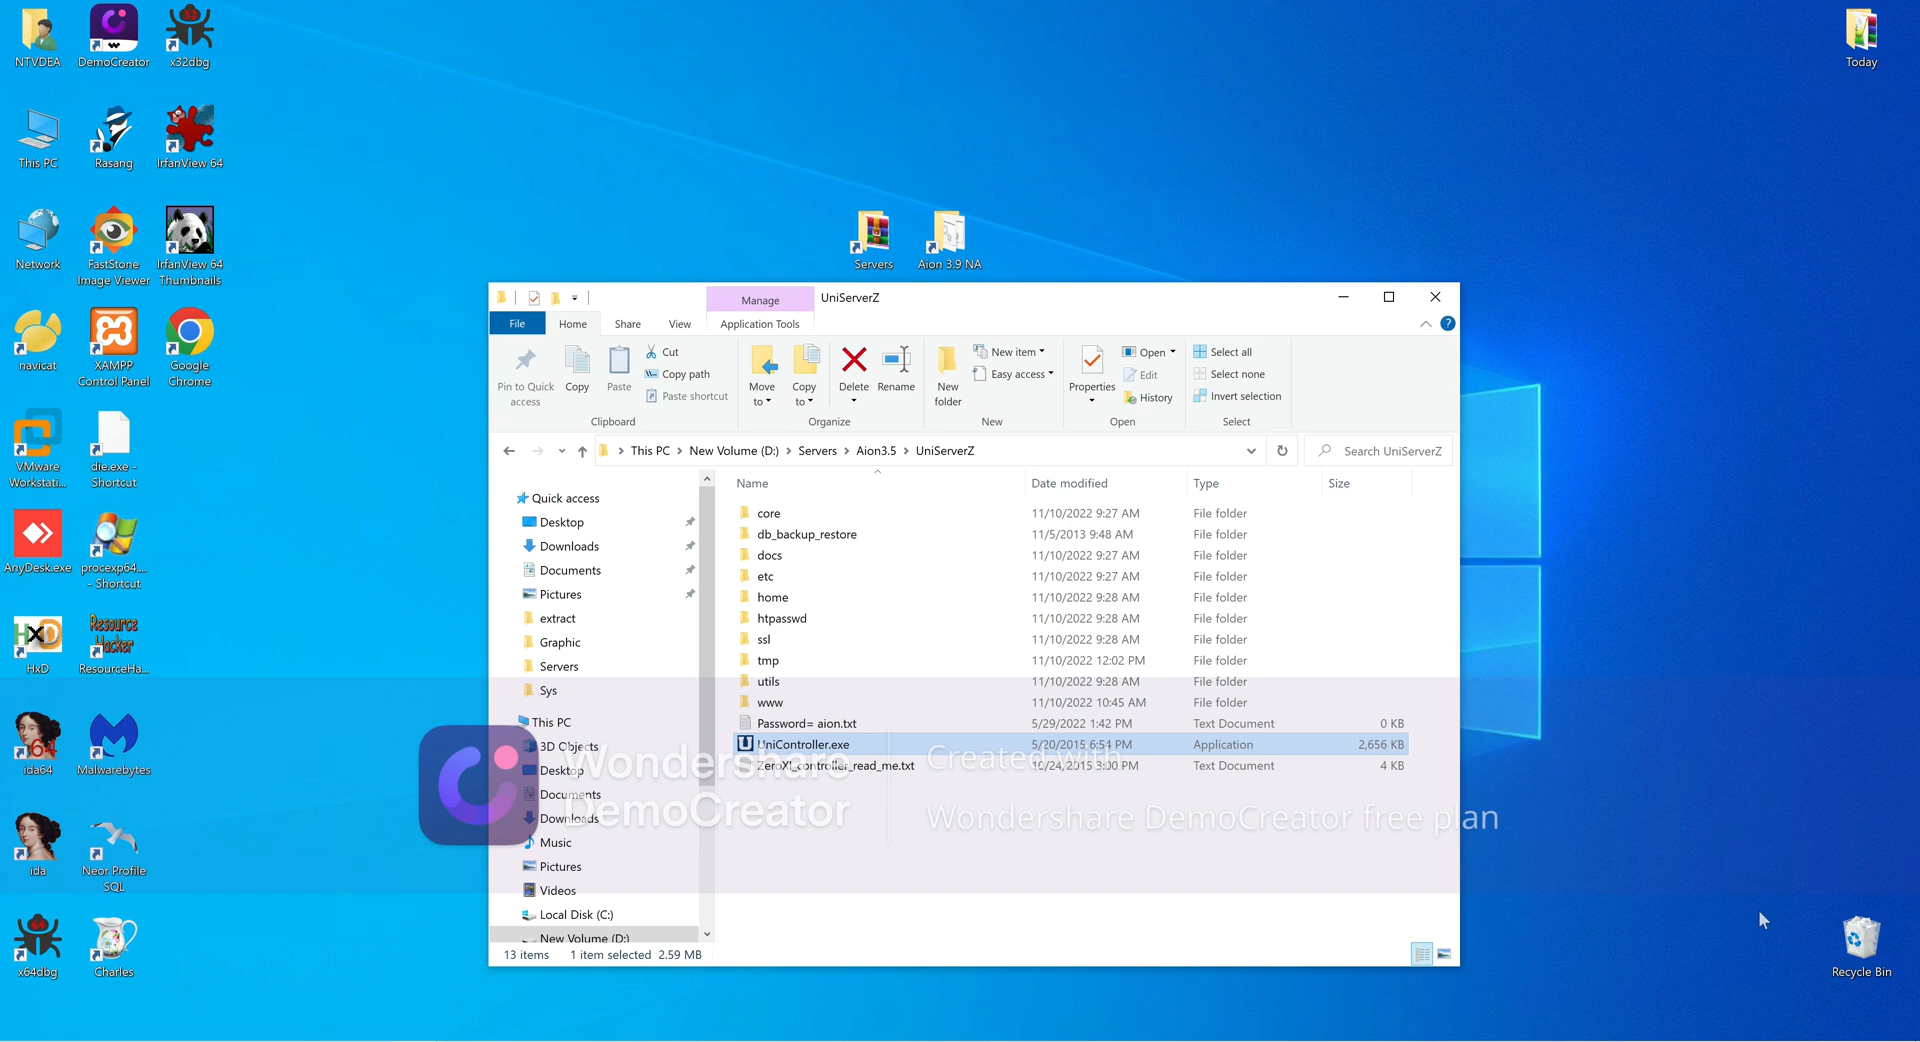 NTVDEA
DemoCreator
x32dbg
Today
This PC
Rasang
IrfanView 64
Network
FastStone
Image Viewer
IrfanView 64
Thumbnails
Servers
Aion 3.9 NA
navicat
XAMPP
Control Panel
Google
Chrome
VMware
Workstati...
die.exe -
Shortcut
AnyDesk.exe
procexp64....
- Shortcut
HxD
Resource
Hacker
ResourceHa...
64
ida64
Malwarebytes
ida
Neor Profile
SQL
x64dbg
Charles
Recycle Bin
Manage
UniServerZ
File
Home
Share
View
Application Tools
Pin to Quick
access
Copy
Paste
Cut
Copy path
Paste shortcut
Clipboard
Move
to
Copy
to
Delete
Rename
Organize
New
folder
New item
Easy access
New
Properties
Open
Edit
History
Open
Select all
Select none
Invert selection
Select
This PC
New Volume (D:)
Servers
Aion3.5
UniServerZ
Search UniServerZ
Quick access
Desktop
Downloads
Documents
Pictures
extract
Graphic
Servers
Sys
This PC
3D Objects
Desktop
Documents
Downloads
Music
Pictures
Videos
Local Disk (C:)
New Volume (D:)
Name Date modified Type Size
core 11/10/2022 9:27 AM File folder
db_backup_restore 11/5/2013 9:48 AM File folder
docs 11/10/2022 9:27 AM File folder
etc 11/10/2022 9:27 AM File folder
home 11/10/2022 9:28 AM File folder
htpasswd 11/10/2022 9:28 AM File folder
ssl 11/10/2022 9:28 AM File folder
tmp 11/10/2022 12:02 PM File folder
utils 11/10/2022 9:28 AM File folder
www 11/10/2022 10:45 AM File folder
Password= aion.txt 5/29/2022 1:42 PM Text Document 0 KB
UniController.exe 5/20/2015 6:54 PM Application 2,656 KB
ZeroXI_controller_read_me.txt 10/24/2015 3:00 PM Text Document 4 KB
Wondershare
DemoCreator
Created with
Wondershare DemoCreator free plan
13 items 1 item selected 2.59 MB